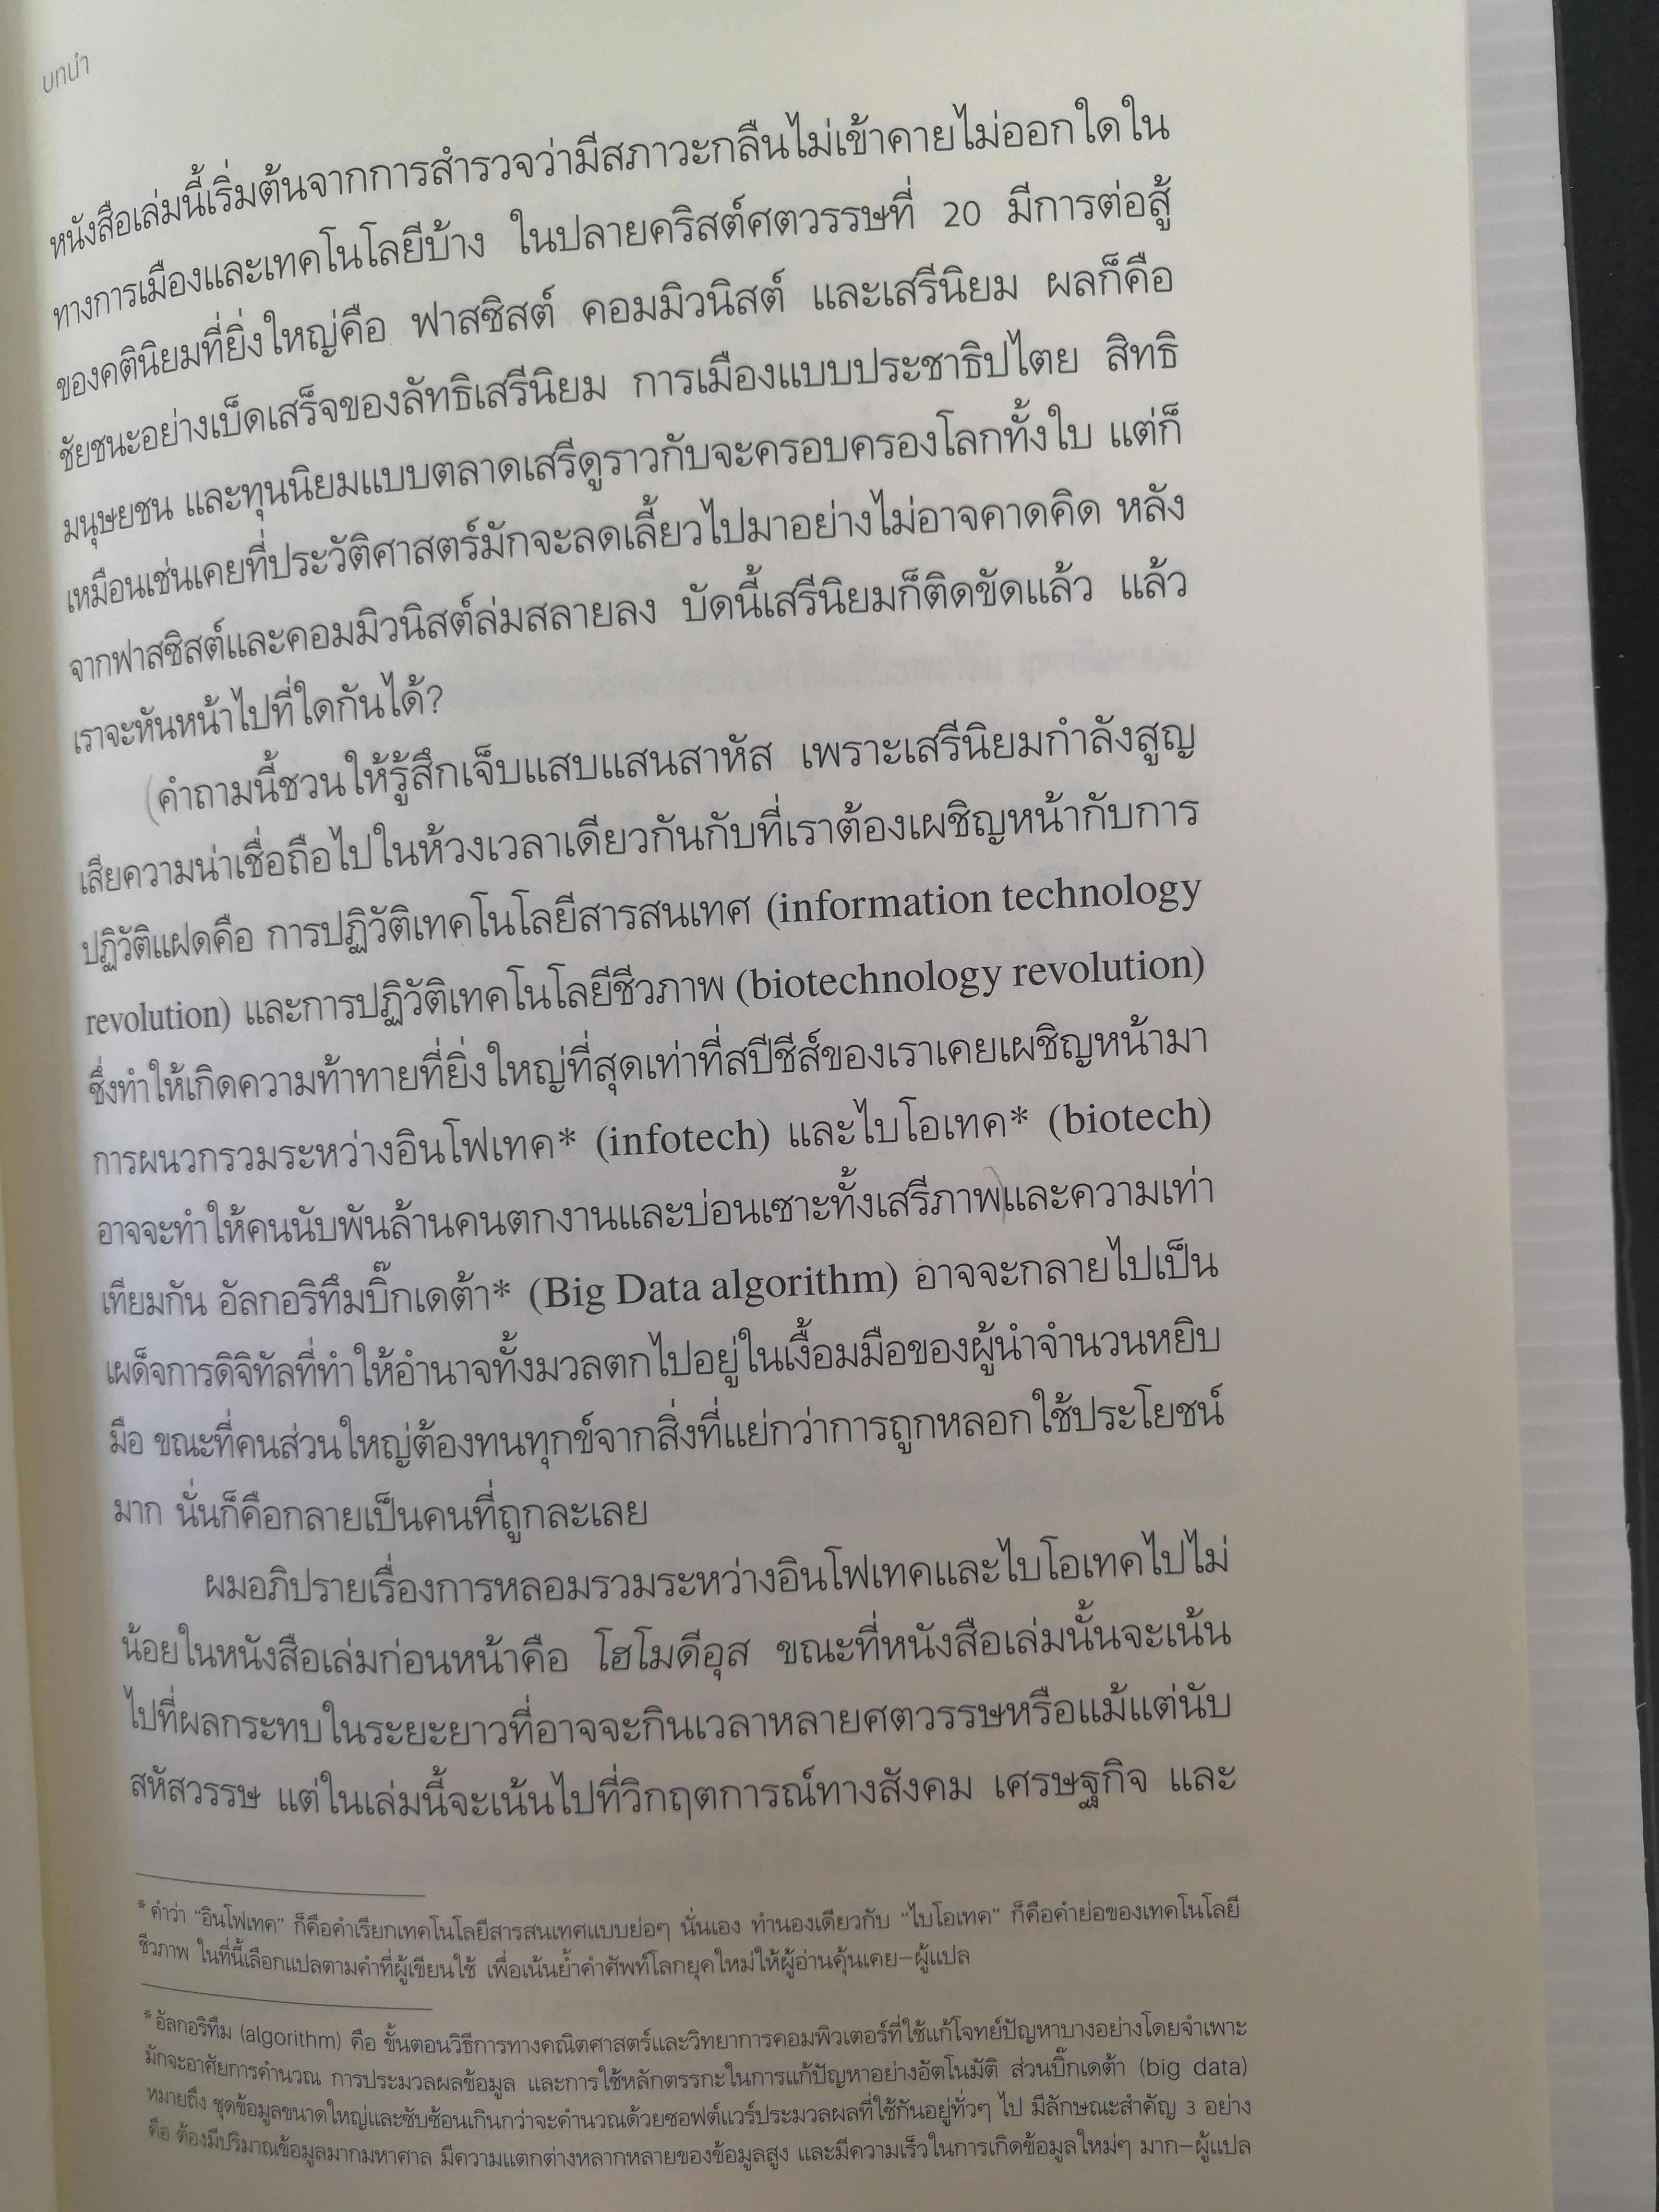 บทนำ
หนังสือเล่มนี้เริ่มต้นจากการสำรวจว่ามีสภาวะกลืนไม่เข้าคายไม่ออกใดใน
ทางการเมืองและเทคโนโลยีบ้าง ในปลายคริสต์ศตวรรษที่ 20 มีการต่อสู้
ของคตินิยมที่ยิ่งใหญ่คือ ฟาสซิสต์ คอมมิวนิสต์ และเสรีนิยม ผลก็คือ
ชัยชนะอย่างเบ็ดเสร็จของลัทธิเสรีนิยม การเมืองแบบประชาธิปไตย สิทธิ
มนุษยชน และทุนนิยมแบบตลาดเสรีดูราวกับจะครอบครองโลกทั้งใบ แต่ก็
เหมือนเช่นเคยที่ประวัติศาสตร์มักจะลดเลี้ยวไปมาอย่างไม่อาจคาดคิด หลัง
จากฟาสซิสต์และคอมมิวนิสต์ล่มสลายลง บัดนี้เสรีนิยมก็ติดขัดแล้ว แล้ว
เราจะหันหน้าไปที่ใดกันได้?
(คำถามนี้ชวนให้รู้สึกเจ็บแสบแสนสาหัส เพราะเสรีนิยมกำลังสูญ
เสียความน่าเชื่อถือไปในห้วงเวลาเดียวกันกับที่เราต้องเผชิญหน้ากับการ
ปฏิวัติแฝดคือ การปฏิวัติเทคโนโลยีสารสนเทศ (information technology
revolution) และการปฏิวัติเทคโนโลยีชีวภาพ (biotechnology revolution)
ซึ่งทำให้เกิดความท้าทายที่ยิ่งใหญ่ที่สุดเท่าที่สปีชีส์ของเราเคยเผชิญหน้ามา
การผนวกรวมระหว่างอินโฟเทค* (infotech) และไบโอเทค* (biotech)
อาจจะทำให้คนนับพันล้านคนตกงานและบ่อนเซาะทั้งเสรีภาพ)และความเท่า
เทียมกัน อัลกอริทึมบิ๊กเดต้า* (Big Data algorithm) อาจจะกลายไปเป็น
เผด็จการดิจิทัลที่ทำให้อำนาจทั้งมวลตกไปอยู่ในเงื้อมมือของผู้นำจำนวนหยิบ
มือ ขณะที่คนส่วนใหญ่ต้องทนทุกข์จากสิ่งที่แย่กว่าการถูกหลอกใช้ประโยชน์
มาก นั่นก็คือกลายเป็นคนที่ถูกละเลย
ผมอภิปรายเรื่องการหลอมรวมระหว่างอินโฟเทคและไบโอเทคไปไม่
น้อยในหนังสือเล่มก่อนหน้าคือ โฮโมดีอุส ขณะที่หนังสือเล่มนั้นจะเน้น
ไปที่ผลกระทบในระยะยาวที่อาจจะกินเวลาหลายศตวรรษหรือแม้แต่นับ
สหัสวรรษ แต่ในเล่มนี้จะเน้นไปที่วิกฤตการณ์ทางสังคม เศรษฐกิจ และ
* คำว่า “อินโฟเทค” ก็คือคำเรียกเทคโนโลยีสารสนเทศแบบย่อๆ นั่นเอง ทำนองเดียวกับ “ไบโอเทค” ก็คือคำย่อของเทคโนโลยี
ชีวภาพ ในที่นี้เลือกแปลตามคำที่ผู้เขียนใช้ เพื่อเน้นย้ำคำศัพท์โลกยุคใหม่ให้ผู้อ่านคุ้นเคย–ผู้แปล
* อัลกอริทึม (algorithm) คือ ขั้นตอนวิธีการทางคณิตศาสตร์และวิทยาการคอมพิวเตอร์ที่ใช้แก้โจทย์ปัญหาบางอย่างโดยจำเพาะ
มักจะอาศัยการคำนวณ การประมวลผลข้อมูล และการใช้หลักตรรกะในการแก้ปัญหาอย่างอัตโนมัติ ส่วนบิ๊กเดต้า (big data)
หมายถึง ชุดข้อมูลขนาดใหญ่และซับซ้อนเกินกว่าจะคำนวณด้วยซอฟต์แวร์ประมวลผลที่ใช้กันอยู่ทั่วๆ ไป มีลักษณะสำคัญ 3 อย่าง
คือ ต้องมีปริมาณข้อมูลมากมหาศาล มีความแตกต่างหลากหลายของข้อมูลสูง และมีความเร็วในการเกิดข้อมูลใหม่ๆ มาก–ผู้แปล